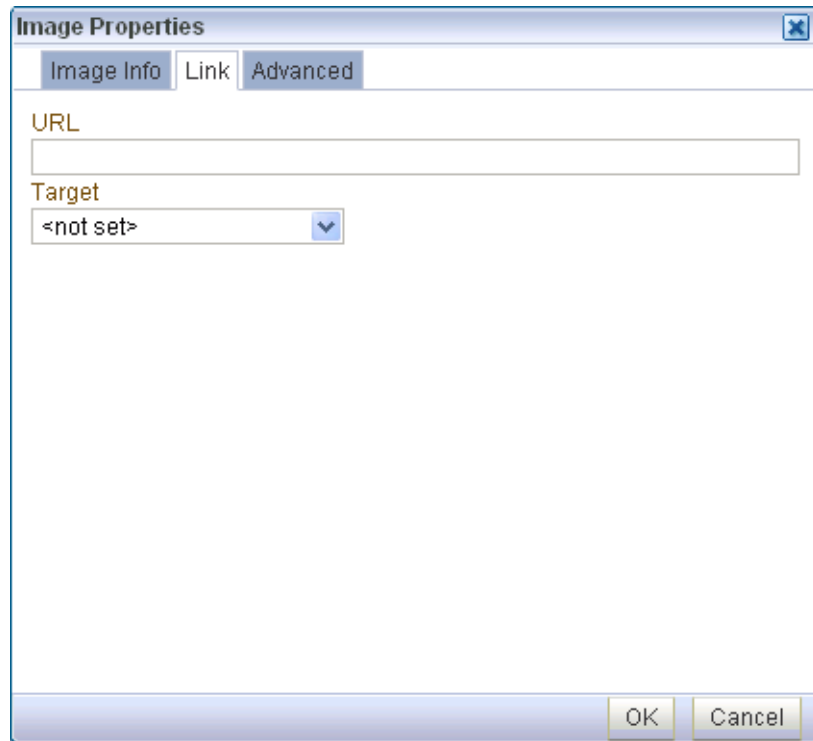 Image Properties
Image Info Link Advanced
URL
Target
<not set>
OK Cancel